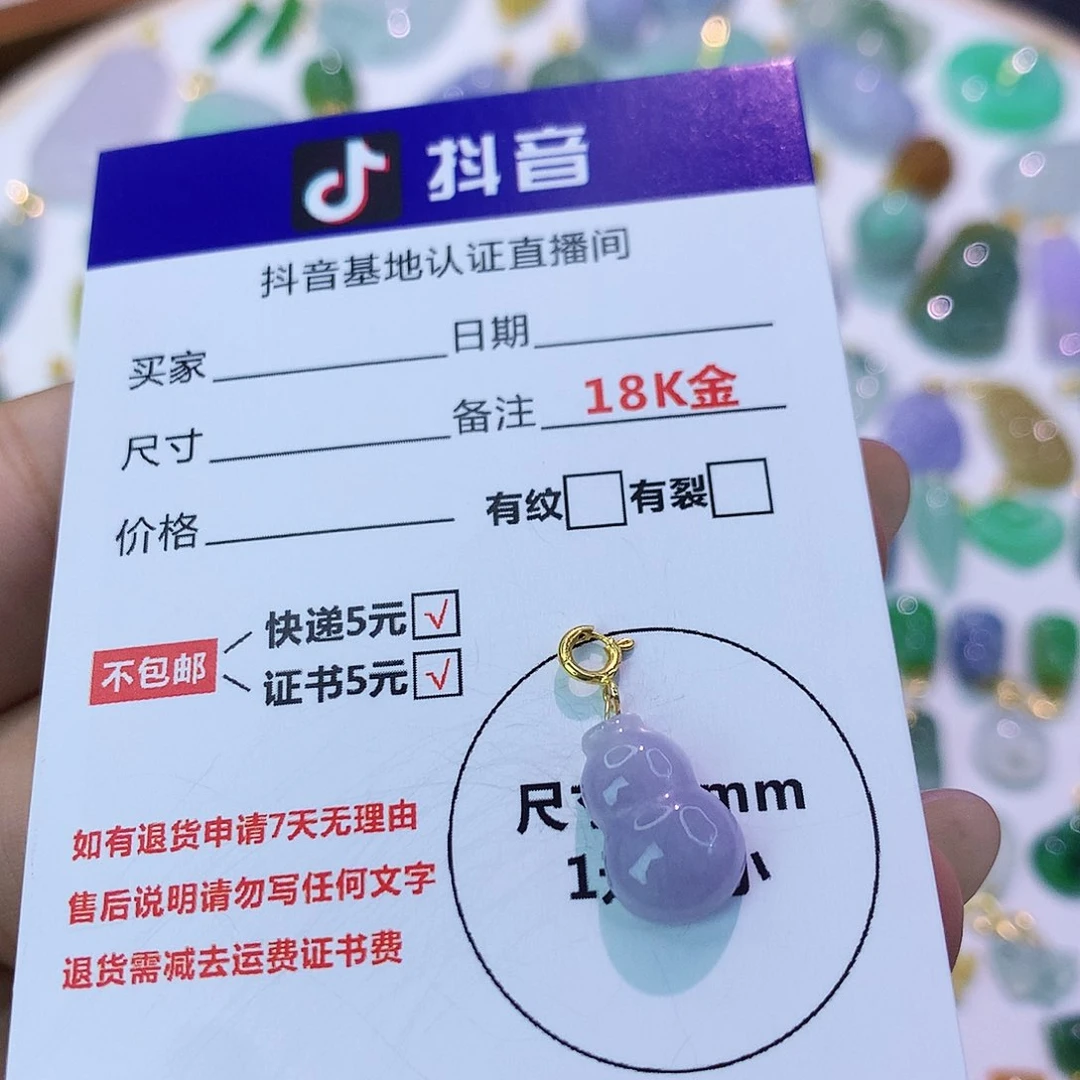 抖音
抖音基地认证直播间
买家 日期
尺寸 备注 18K金
价格 有纹 有裂
不包邮
快递5元 √
证书5元 √
如有退货申请7天无理由
售后说明请勿写任何文字
退货需减去运费证书费
尺 mm
1 小